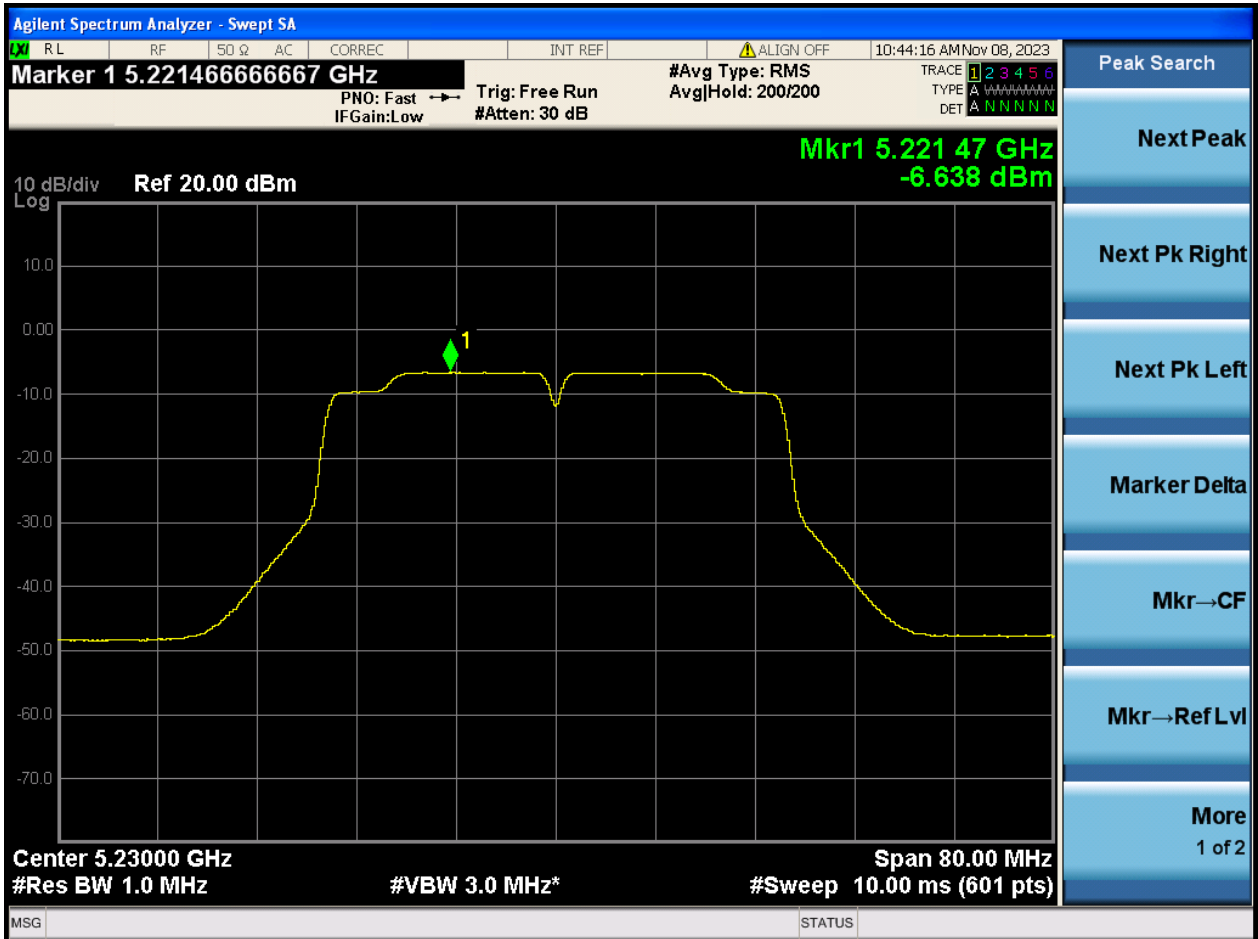 Agilent Spectrum Analyzer - Swept SA
LXI RL RF 50 Ω AC CORREC INT REF ALIGN OFF 10:44:16 AM Nov 08, 2023
Marker 1 5.221466666667 GHz
PNO: Fast
IFGain:Low
Trig: Free Run
#Atten: 30 dB
#Avg Type: RMS
Avg|Hold: 200/200
TRACE 1 2 3 4 5 6
TYPE A WWWWW
DET A N N N N N
Mkr1 5.221 47 GHz
-6.638 dBm
10 dB/div Ref 20.00 dBm
Log
10.0
0.00
-10.0
-20.0
-30.0
-40.0
-50.0
-60.0
-70.0
1
Center 5.23000 GHz Span 80.00 MHz
#Res BW 1.0 MHz #VBW 3.0 MHz* #Sweep 10.00 ms (601 pts)
MSG STATUS
Peak Search
Next Peak
Next Pk Right
Next Pk Left
Marker Delta
Mkr→CF
Mkr→Ref Lvl
More
1 of 2